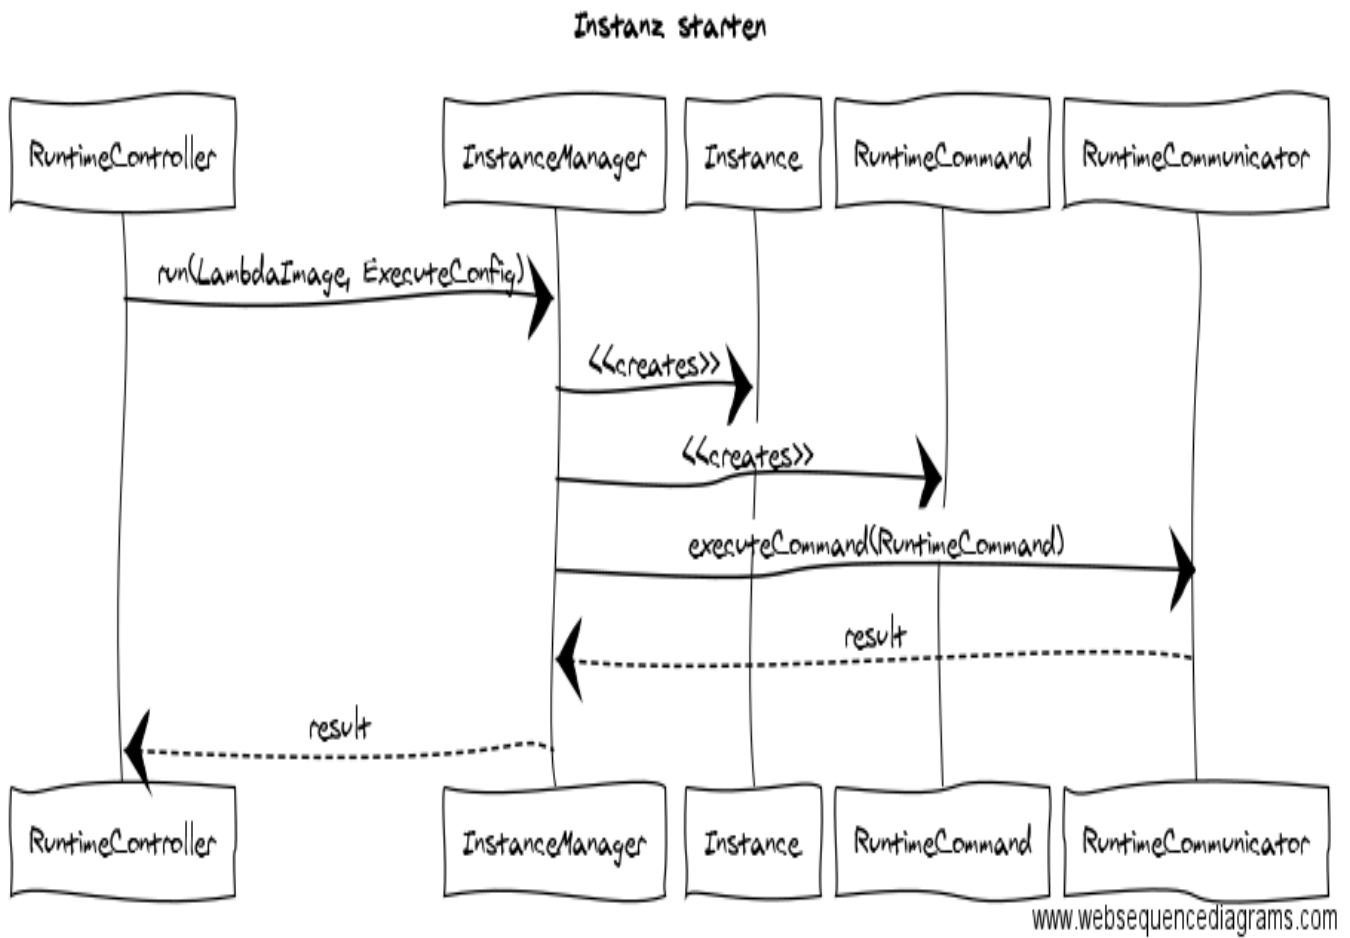 Instanz starten
RuntimeController
InstanceManager
Instance
RuntimeCommand
RuntimeCommunicator
run(LambdaImage, ExecuteConfig)
<<creates>>
<<creates>>
executeCommand(RuntimeCommand)
result
result
RuntimeController
InstanceManager
Instance
RuntimeCommand
RuntimeCommunicator
www.websequencediagrams.com